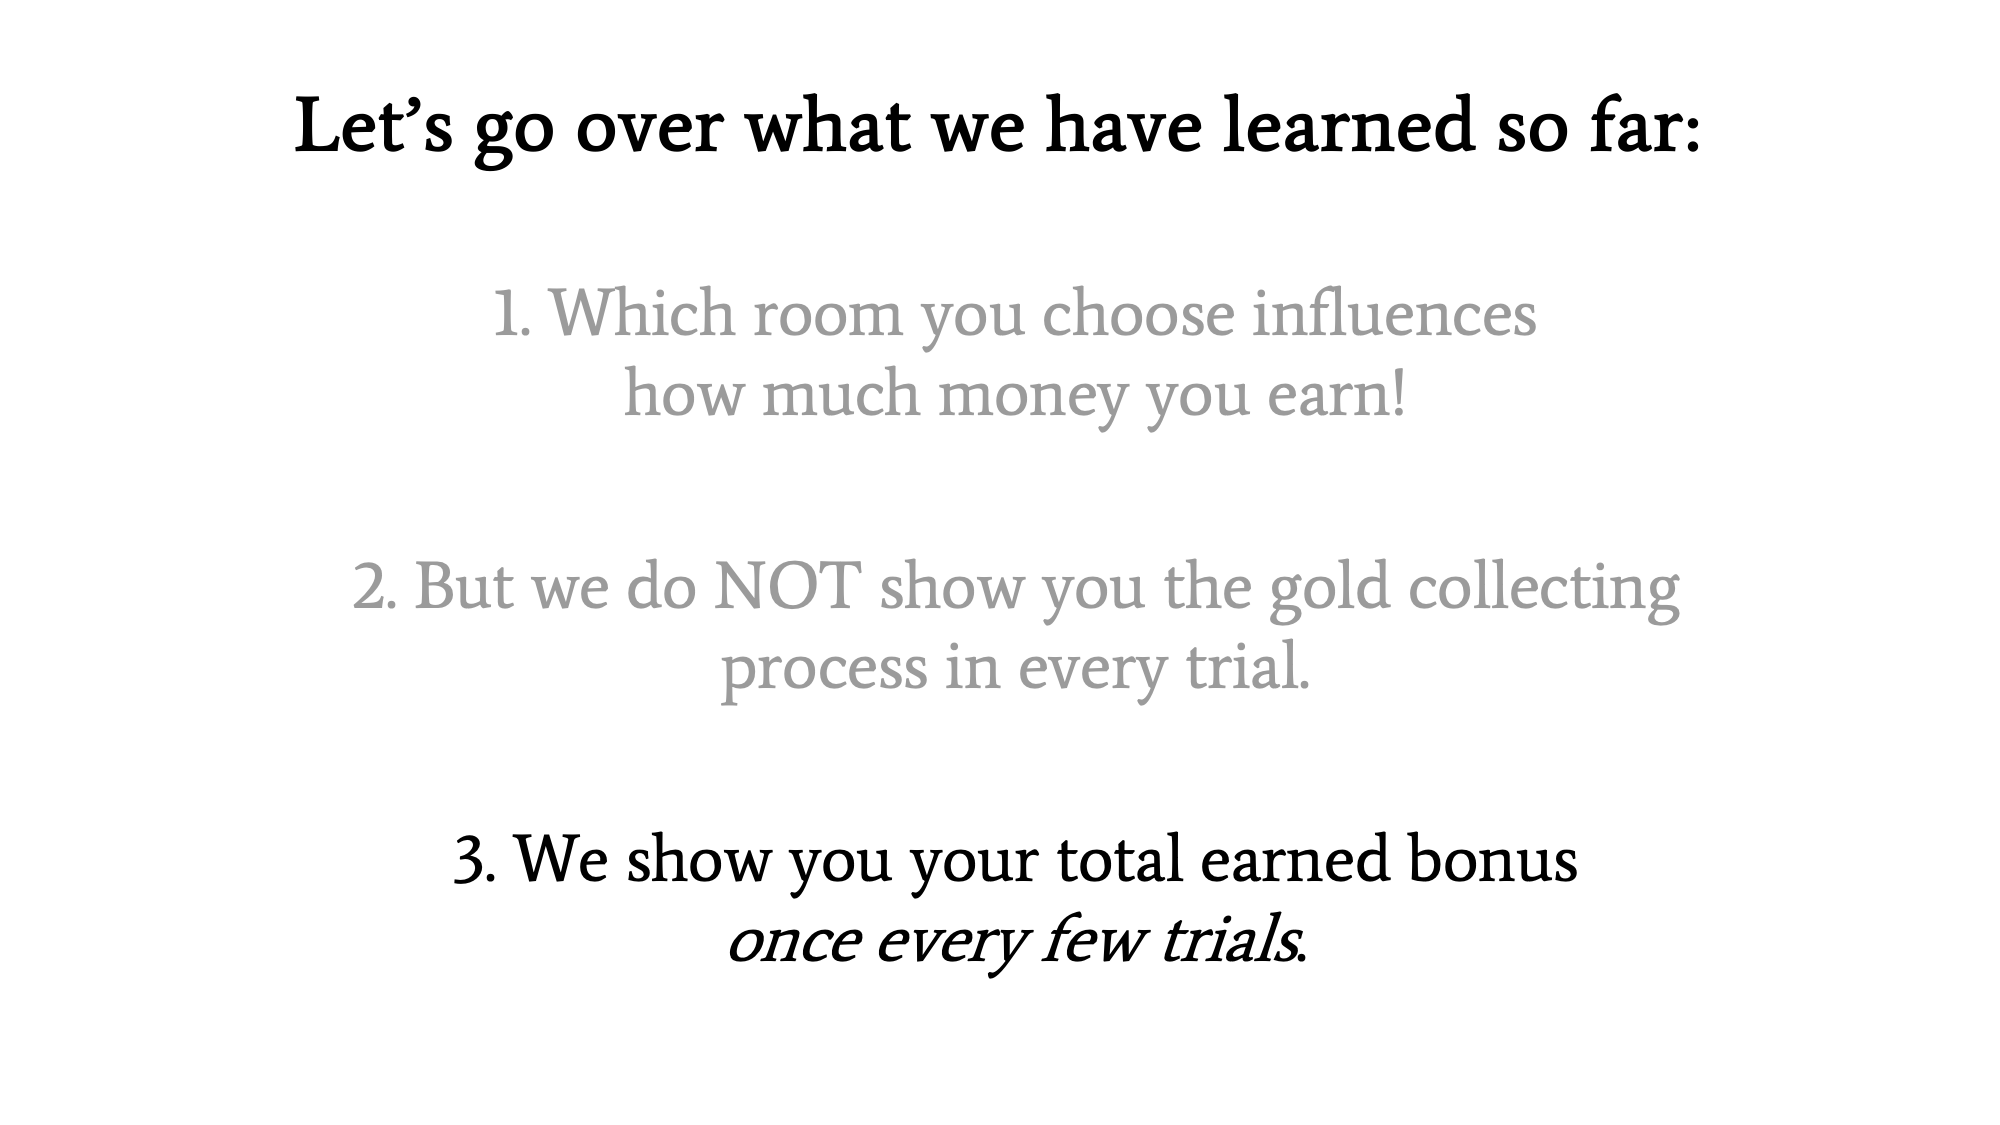 Let’s go over what we have learned so far:
1. Which room you choose influences
how much money you earn!
2. But we do NOT show you the gold collecting
process in every trial.
3. We show you your total earned bonus
once every few trials.